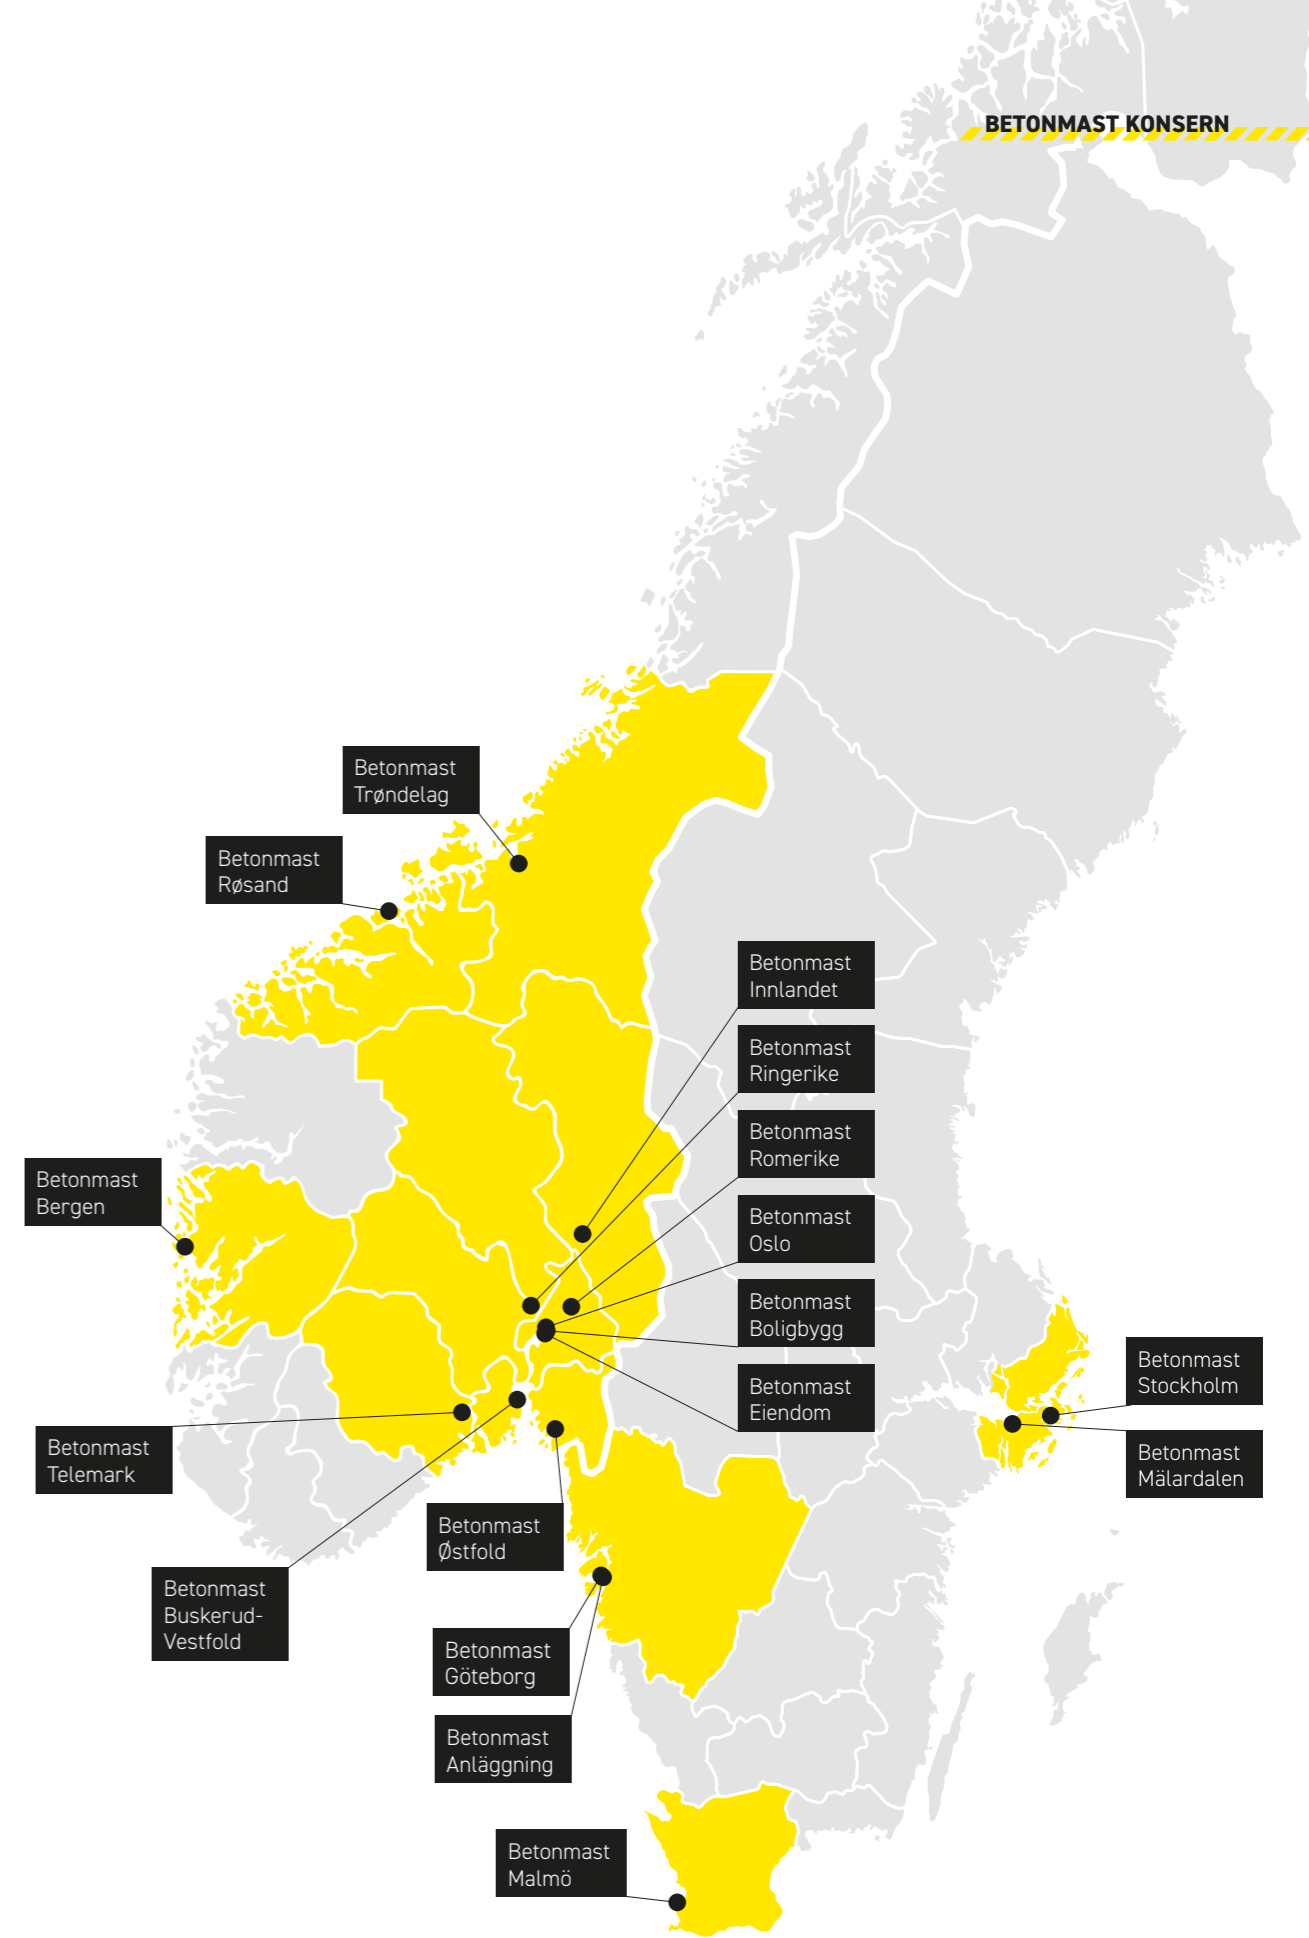 BETONMAST KONSERN
Betonmast
Trøndelag
Betonmast
Røsand
Betonmast
Innlandet
Betonmast
Ringerike
Betonmast
Romerike
Betonmast
Bergen
Betonmast
Oslo
Betonmast
Boligbygg
Betonmast
Stockholm
Betonmast
Eiendom
Betonmast
Telemark
Betonmast
Mälardalen
Betonmast
Østfold
Betonmast
Buskerud-
Vestfold
Betonmast
Göteborg
Betonmast
Anläggning
Betonmast
Malmö